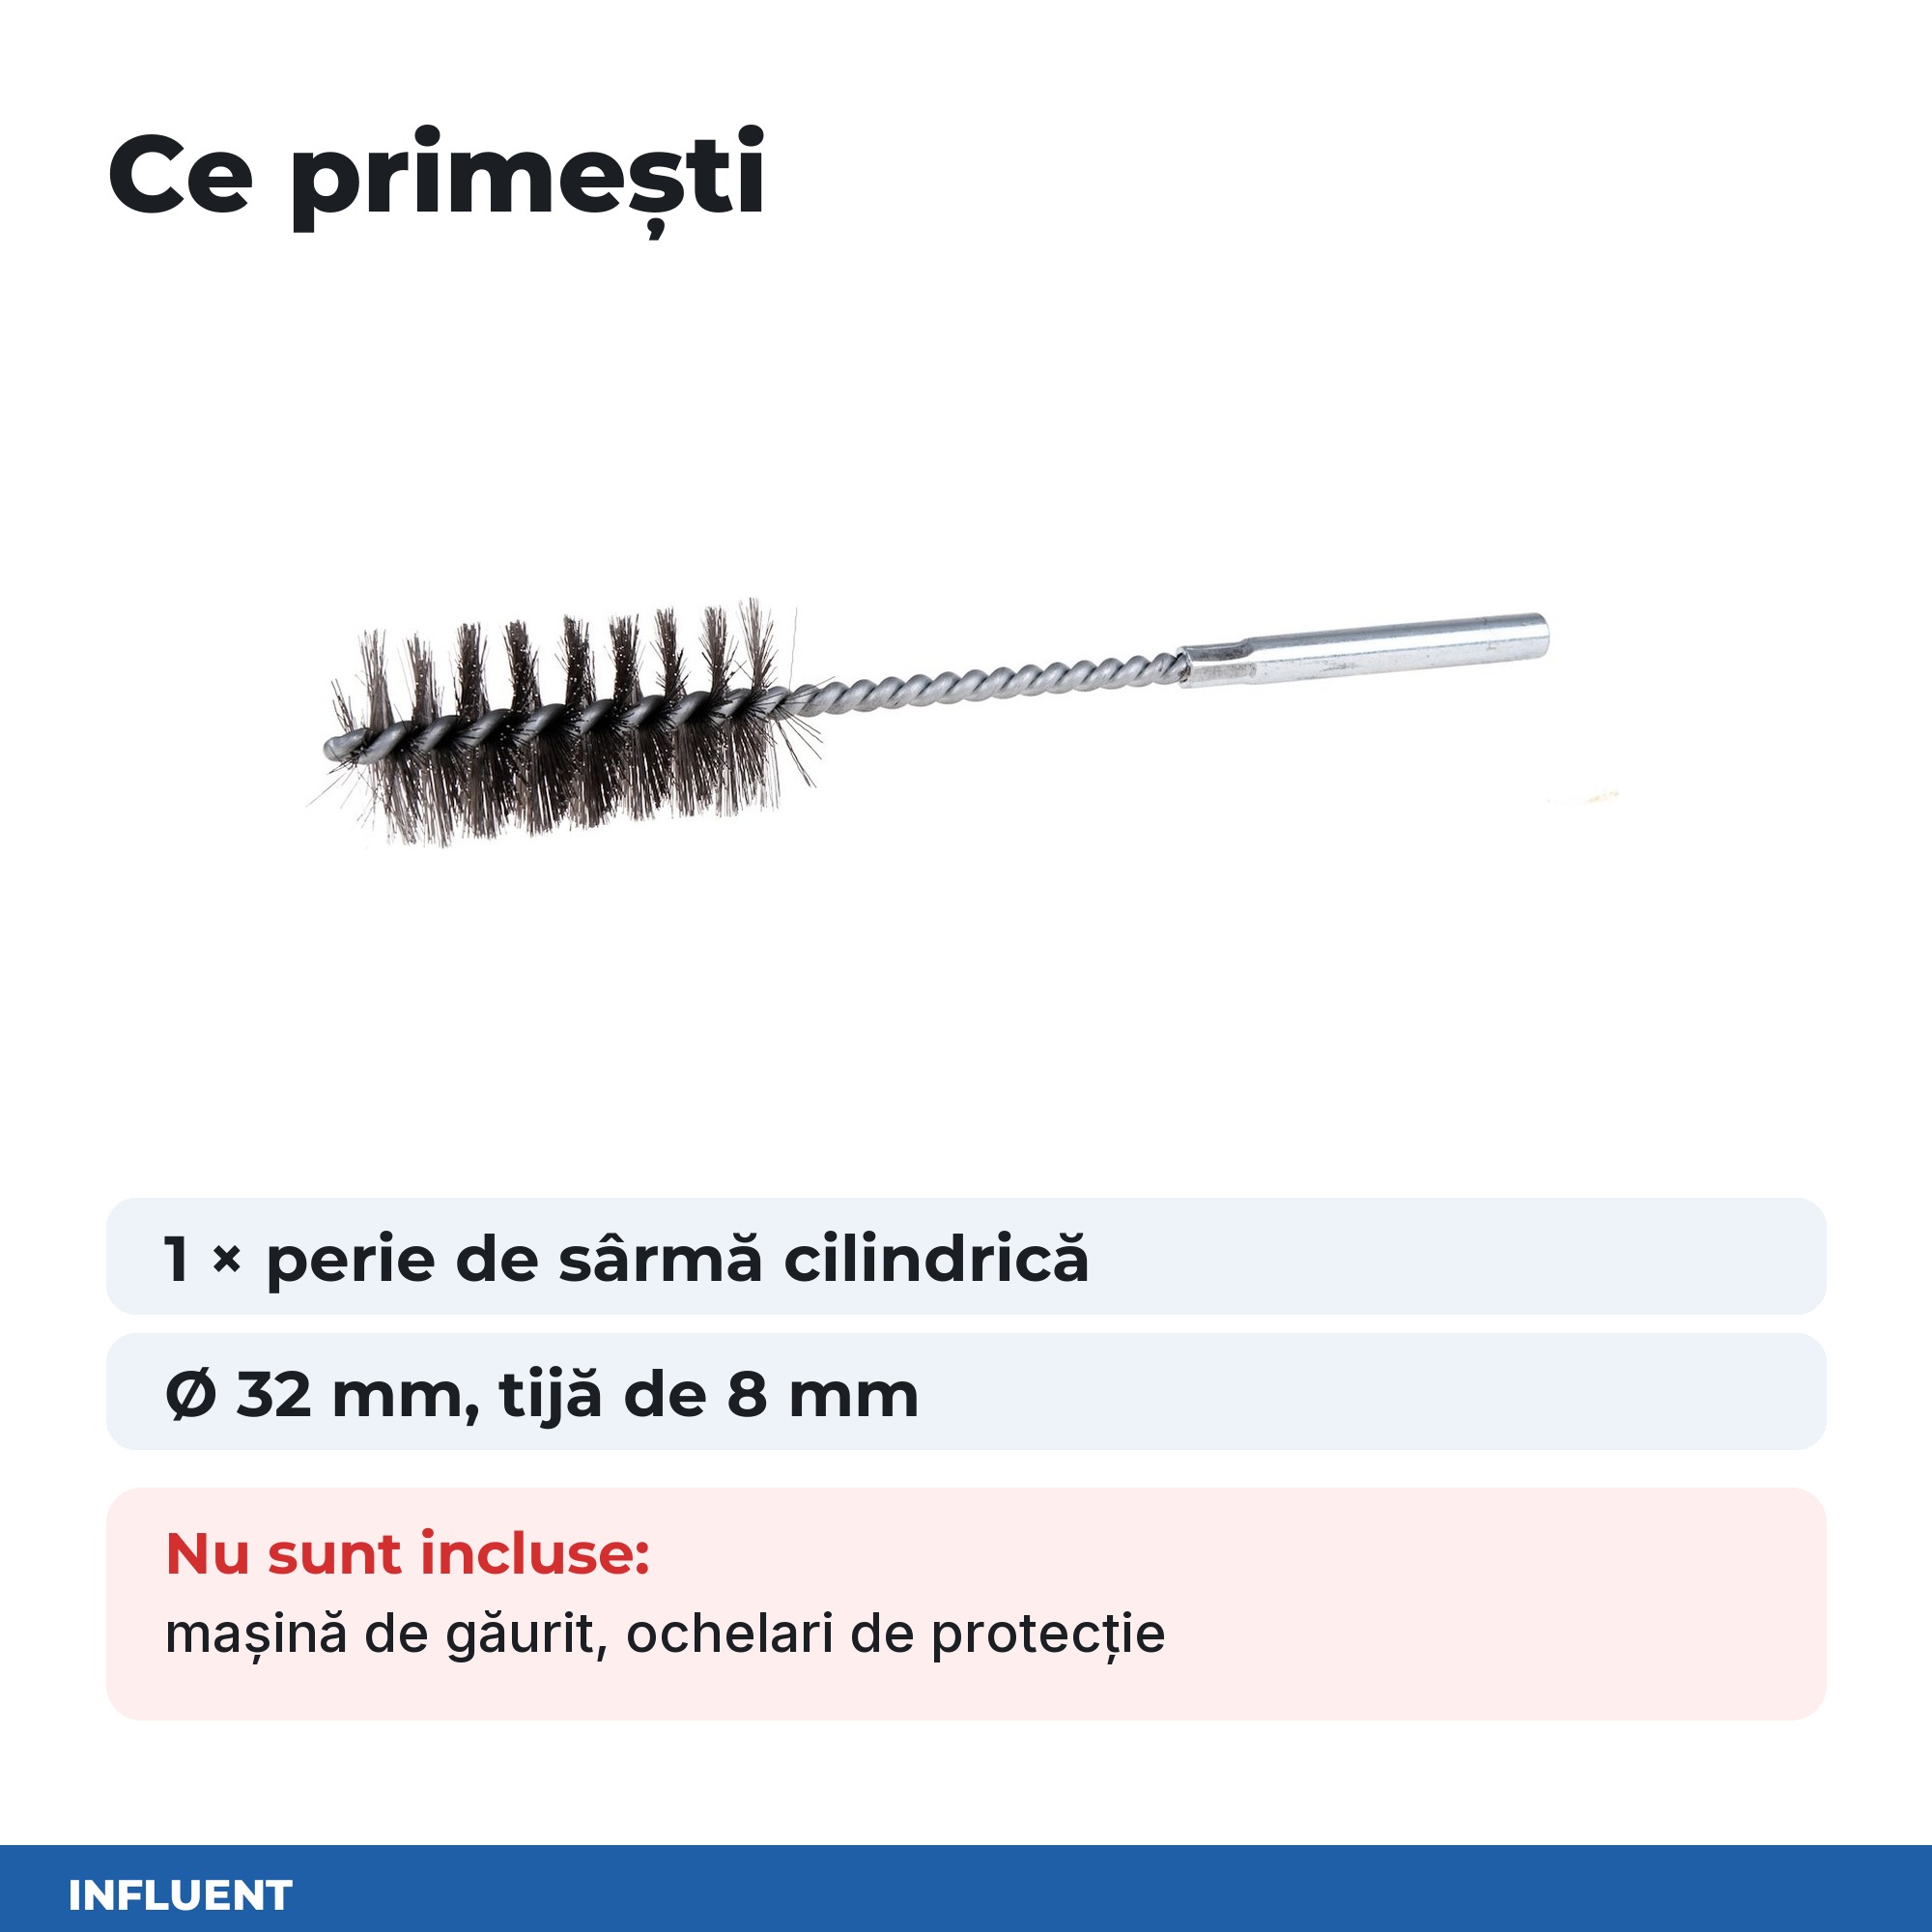 Ce primești
1 × perie de sârmă cilindrică
Ø 32 mm, tijă de 8 mm
Nu sunt incluse:
mașină de găurit, ochelari de protecție
INFLUENT